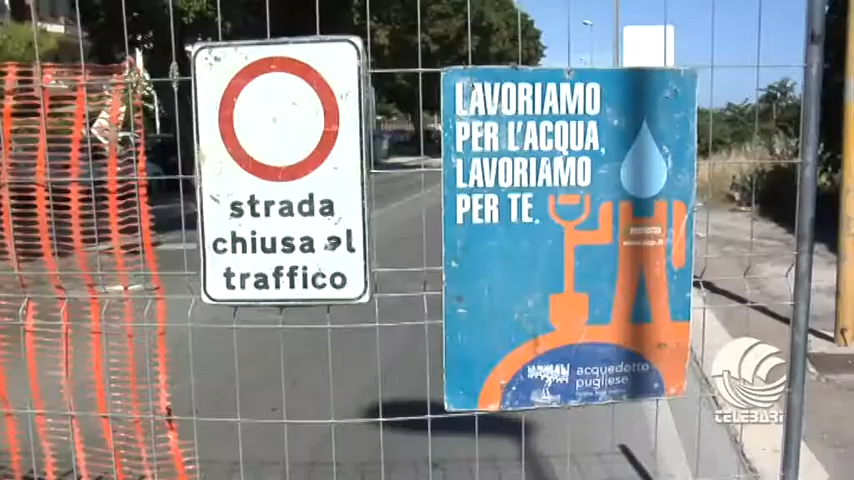 strada
chiusa al
traffico
LAVORIAMO
PER L'ACQUA,
LAVORIAMO
PER TE.
acquedotto
pugliese
TELEBARI